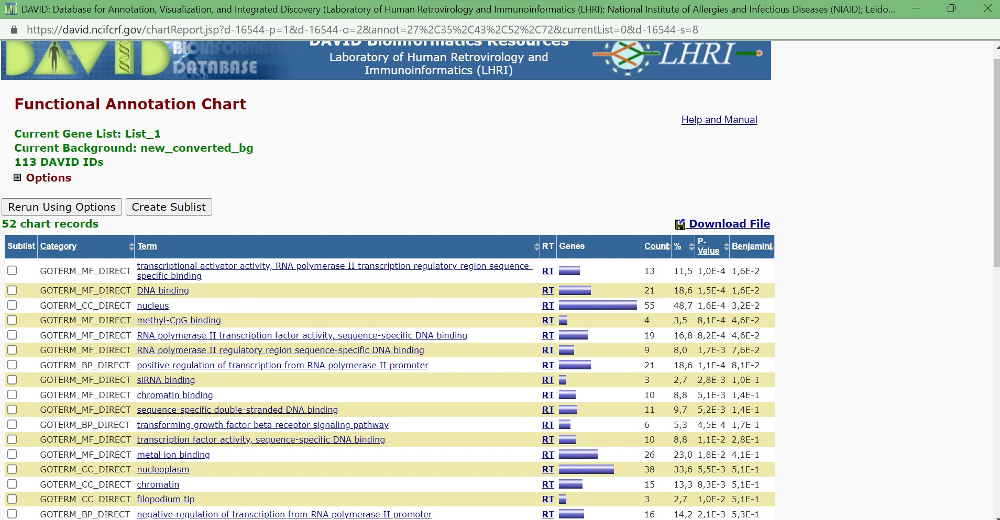 DAVID: Database for Annotation, Visualization, and Integrated Discovery (Laboratory of Human Retrovirology and Immunoinformatics (LHRI); National Institute of Allergies and Infectious Diseases (NIAID); Leido...
https://david.ncifcrf.gov/chartReport.jsp?d-16544-p=1&d-16544-o=2&annot=27%2C35%2C43%2C52%2C72&currentList=0&d-16544-s=8
DAVID BIOINFORMATICS DATABASE
DAVID Bioinformatics Resources
Laboratory of Human Retrovirology and
Immunoinformatics (LHRI)
LHRI
Functional Annotation Chart
Help and Manual
Current Gene List: List_1
Current Background: new_converted_bg
113 DAVID IDs
Options
Rerun Using Options Create Sublist
52 chart records Download File
Sublist Category Term RT Genes Count % P-Value Benjamini
GOTERM_MF_DIRECT transcriptional activator activity, RNA polymerase II transcription regulatory region sequence-
specific binding RT 13 11,5 1,0E-4 1,6E-2
GOTERM_MF_DIRECT DNA binding RT 21 18,6 1,5E-4 1,6E-2
GOTERM_CC_DIRECT nucleus RT 55 48,7 1,6E-4 3,2E-2
GOTERM_MF_DIRECT methyl-CpG binding RT 4 3,5 8,1E-4 4,6E-2
GOTERM_MF_DIRECT RNA polymerase II transcription factor activity, sequence-specific DNA binding RT 19 16,8 8,2E-4 4,6E-2
GOTERM_MF_DIRECT RNA polymerase II regulatory region sequence-specific DNA binding RT 9 8,0 1,7E-3 7,6E-2
GOTERM_BP_DIRECT positive regulation of transcription from RNA polymerase II promoter RT 21 18,6 1,1E-4 8,1E-2
GOTERM_MF_DIRECT siRNA binding RT 3 2,7 2,8E-3 1,0E-1
GOTERM_MF_DIRECT chromatin binding RT 10 8,8 5,1E-3 1,4E-1
GOTERM_MF_DIRECT sequence-specific double-stranded DNA binding RT 11 9,7 5,2E-3 1,4E-1
GOTERM_BP_DIRECT transforming growth factor beta receptor signaling pathway RT 6 5,3 4,5E-4 1,7E-1
GOTERM_MF_DIRECT transcription factor activity, sequence-specific DNA binding RT 10 8,8 1,1E-2 2,8E-1
GOTERM_MF_DIRECT metal ion binding RT 26 23,0 1,8E-2 4,1E-1
GOTERM_CC_DIRECT nucleoplasm RT 38 33,6 5,5E-3 5,1E-1
GOTERM_CC_DIRECT chromatin RT 15 13,3 8,3E-3 5,1E-1
GOTERM_CC_DIRECT filopodium tip RT 3 2,7 1,0E-2 5,1E-1
GOTERM_BP_DIRECT negative regulation of transcription from RNA polymerase II promoter RT 16 14,2 2,1E-3 5,3E-1